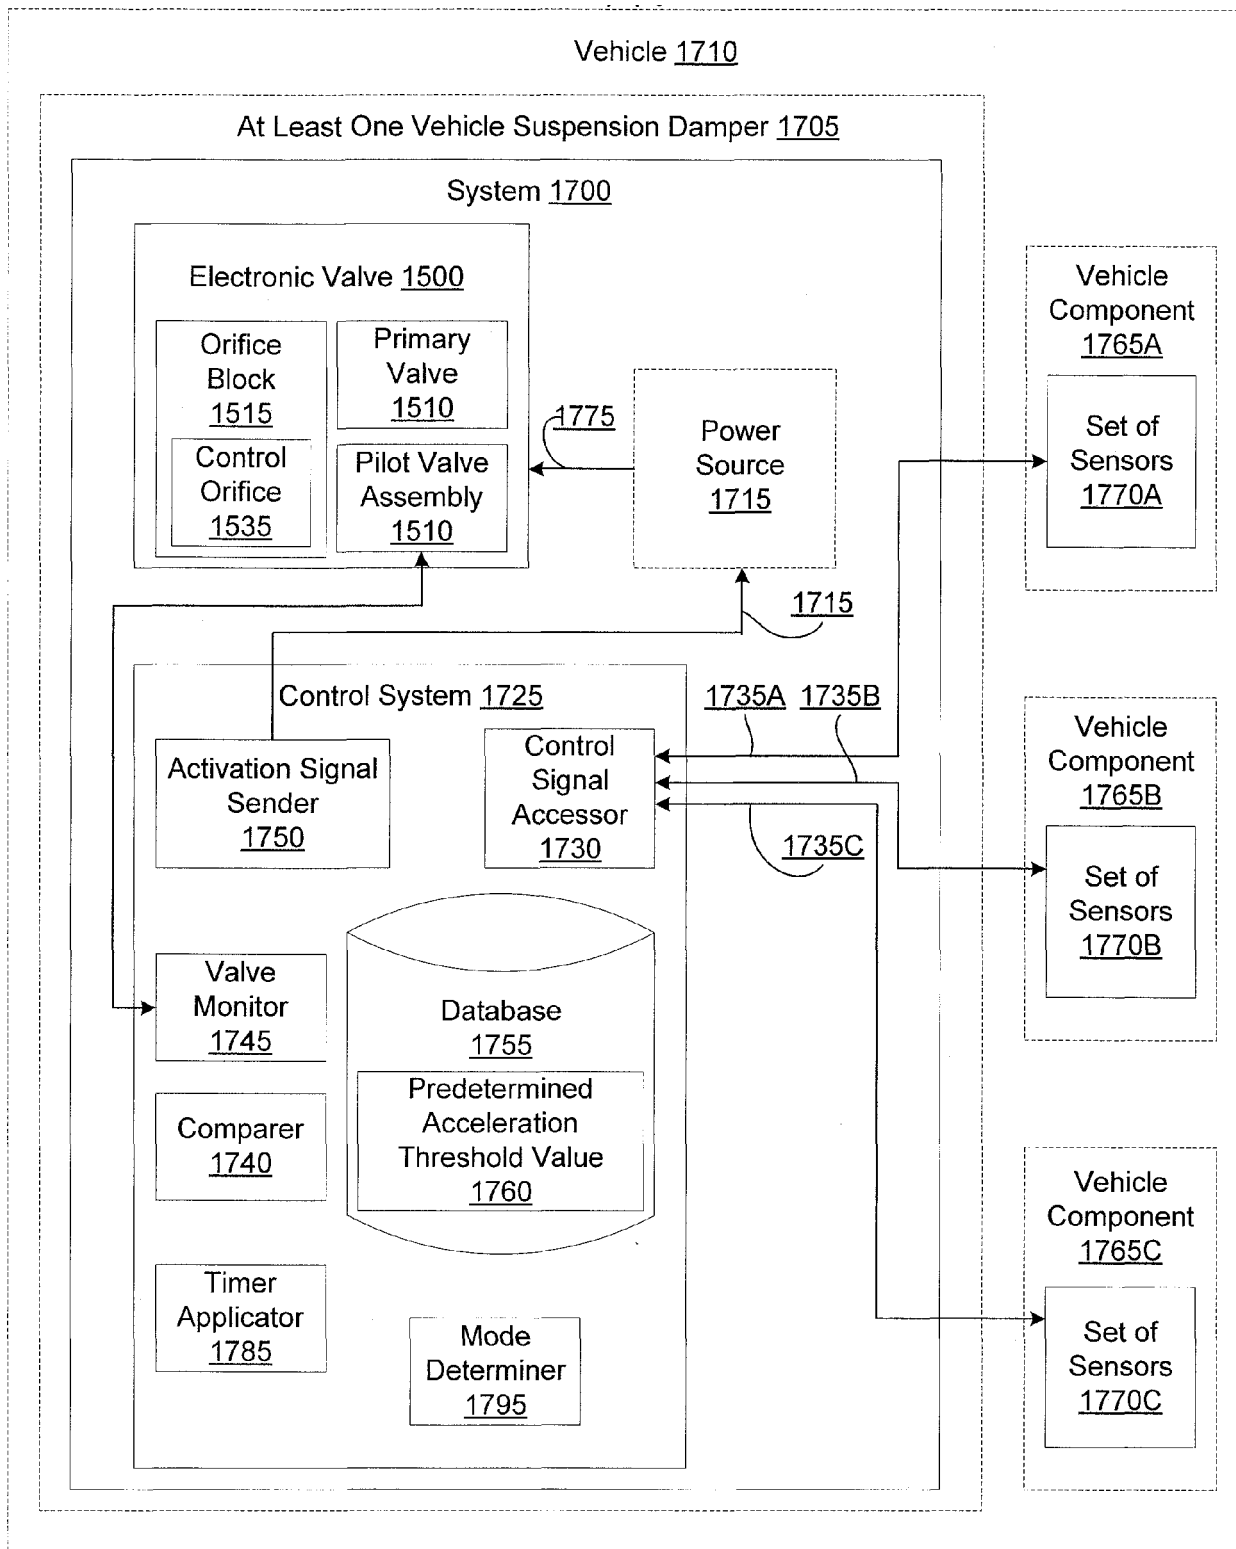 Vehicle 1710
At Least One Vehicle Suspension Damper 1705
System 1700
Electronic Valve 1500
Orifice
Block
1515
Control
Orifice
1535
Primary
Valve
1510
Pilot Valve
Assembly
1510
1775
Power
Source
1715
1715
Vehicle
Component
1765A
Set of
Sensors
1770A
Control System 1725
Activation Signal
Sender
1750
Control
Signal
Accessor
1730
1735A
1735B
1735C
Vehicle
Component
1765B
Set of
Sensors
1770B
Valve
Monitor
1745
Database
1755
Predetermined
Acceleration
Threshold Value
1760
Comparer
1740
Timer
Applicator
1785
Mode
Determiner
1795
Vehicle
Component
1765C
Set of
Sensors
1770C